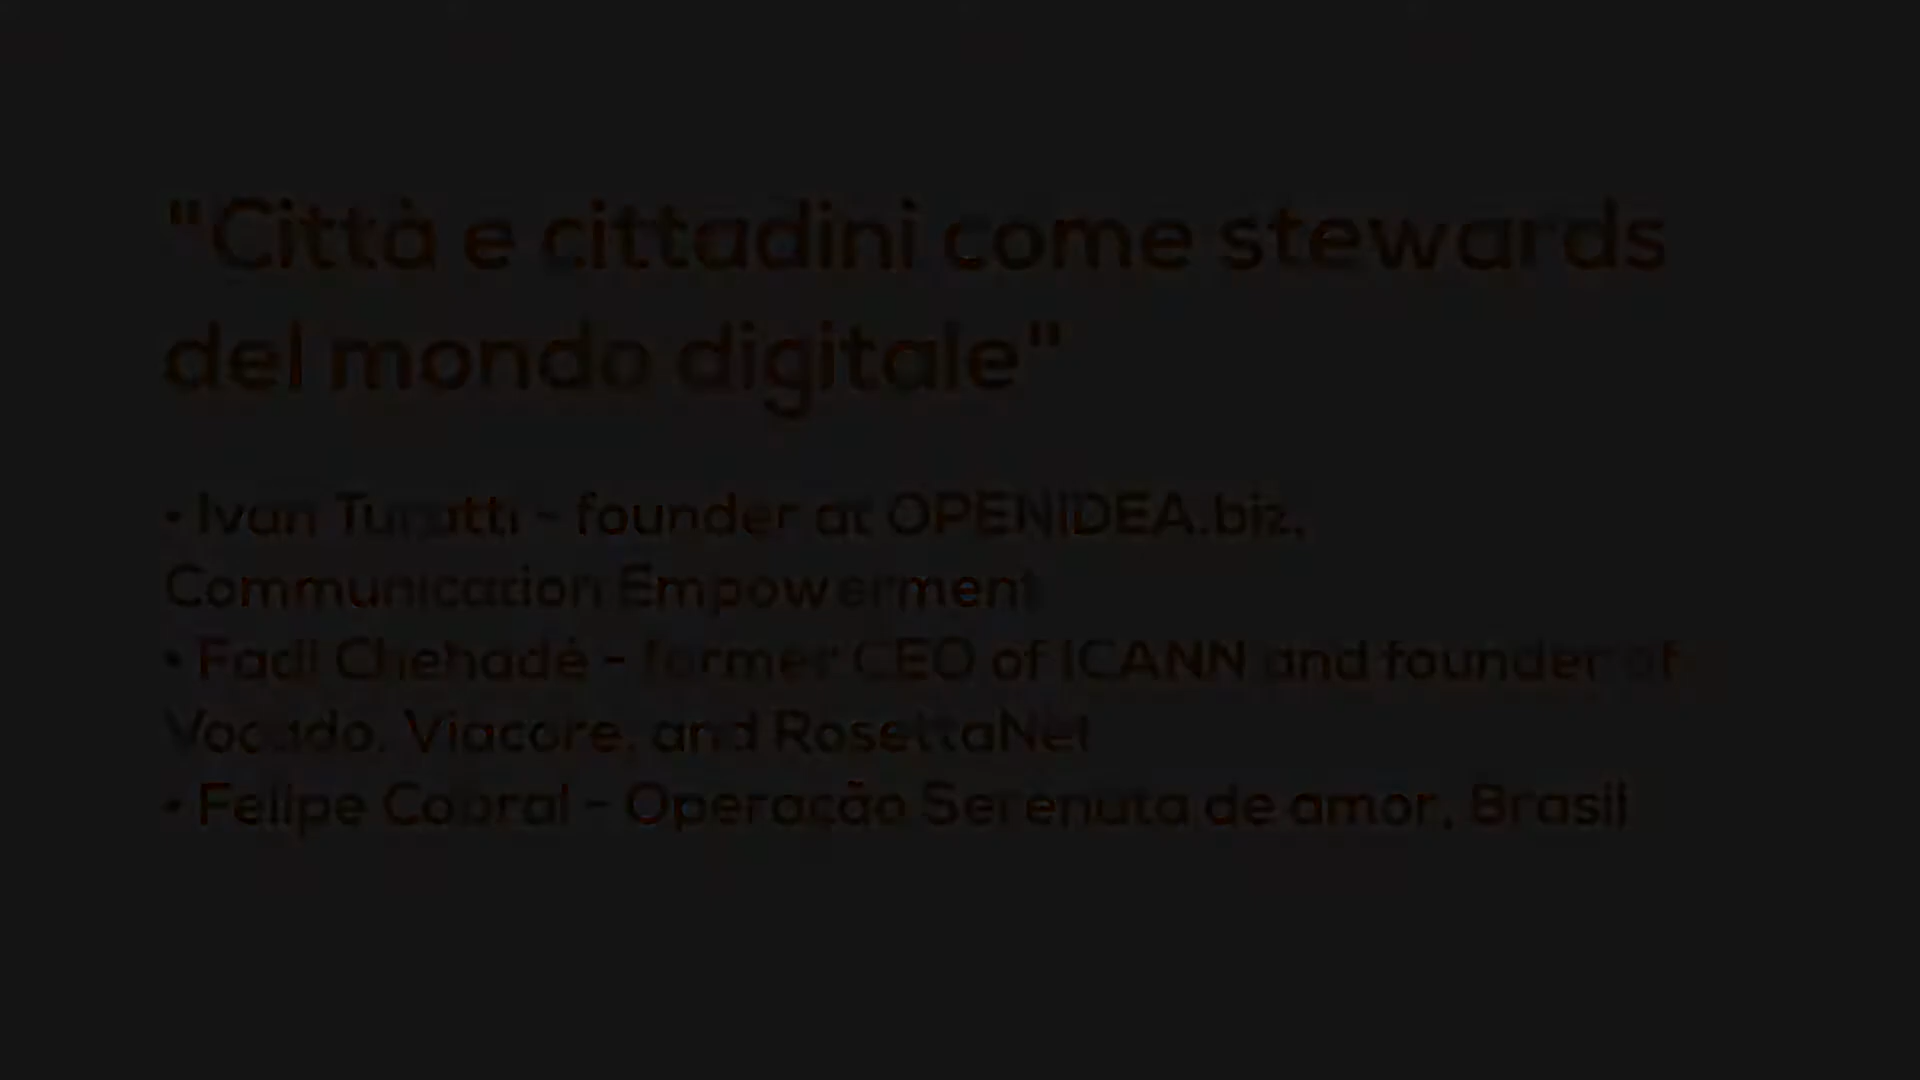 "Città e cittadini come stewards
del mondo digitale"
• Ivan Turatti - founder at OPENIDEA.biz,
Communication Empowerment
• Fadi Chehadé - former CEO of ICANN and founder of
Vocado, Viacore, and RosettaNet
• Felipe Cabral - Operação Serenata de amor, Brasil